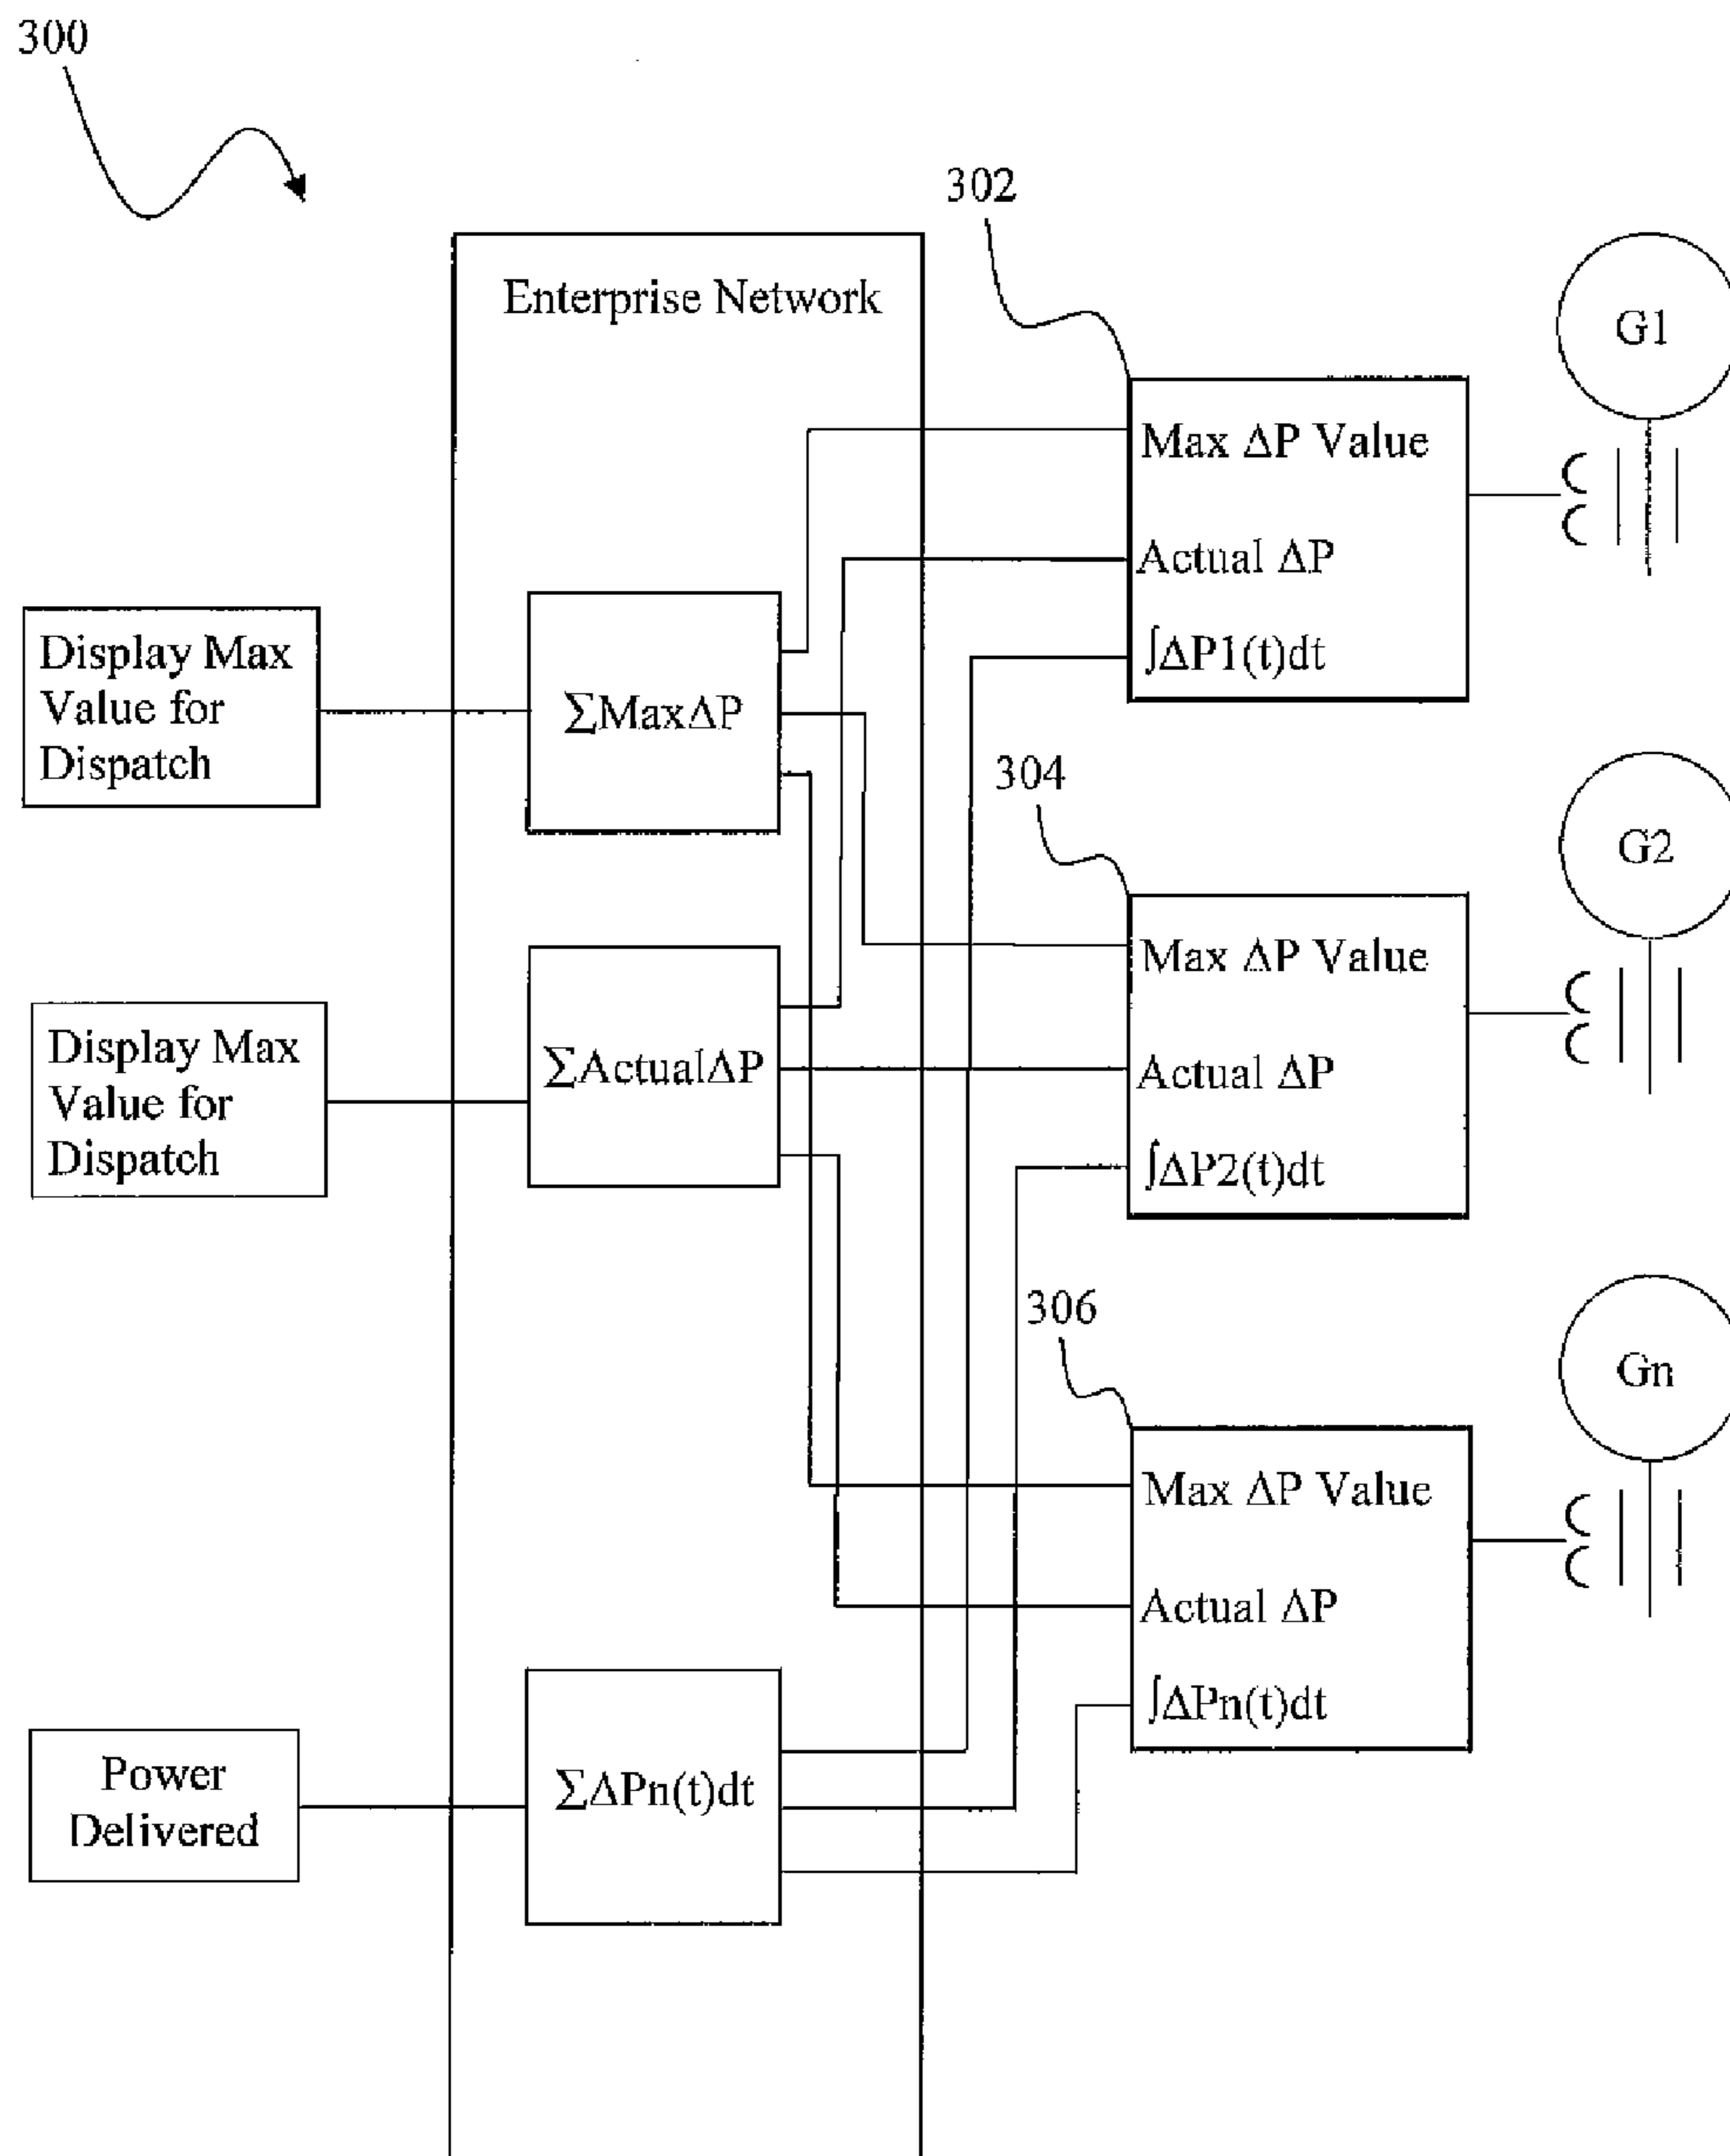 300
302
Enterprise Network
G1
Max ΔP Value
Actual ΔP
∫ΔP1(t)dt
Display Max
Value for
Dispatch
ΣMaxΔP
304
G2
Max ΔP Value
Actual ΔP
∫ΔP2(t)dt
Display Max
Value for
Dispatch
ΣActualΔP
306
Gn
Max ΔP Value
Actual ΔP
∫ΔPn(t)dt
Power
Delivered
ΣΔPn(t)dt